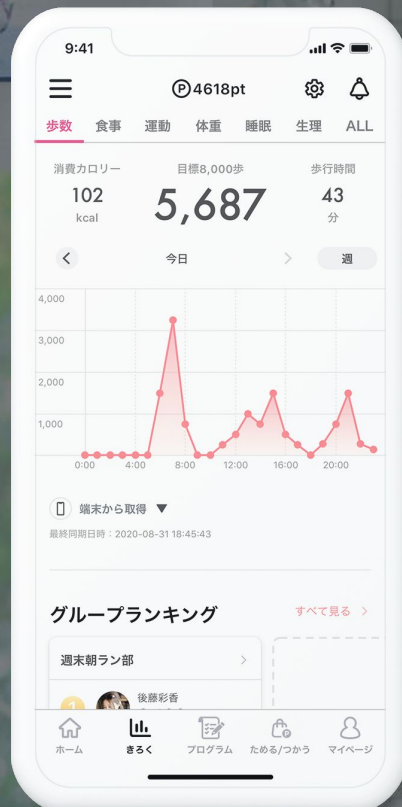 9:41
Ⓟ4618pt
歩数 食事 運動 体重 睡眠 生理 ALL
消費カロリー 目標8,000歩 歩行時間
102 5,687 43
kcal 分
今日 週
4,000
3,000
2,000
1,000
0:00 4:00 8:00 12:00 16:00 20:00
端末から取得 ▼
最終同期日時:2020-08-31 18:45:43
グループランキング すべて見る
週末朝ラン部
1 後藤彩香
ホーム きろく プログラム ためる/つかう マイページ